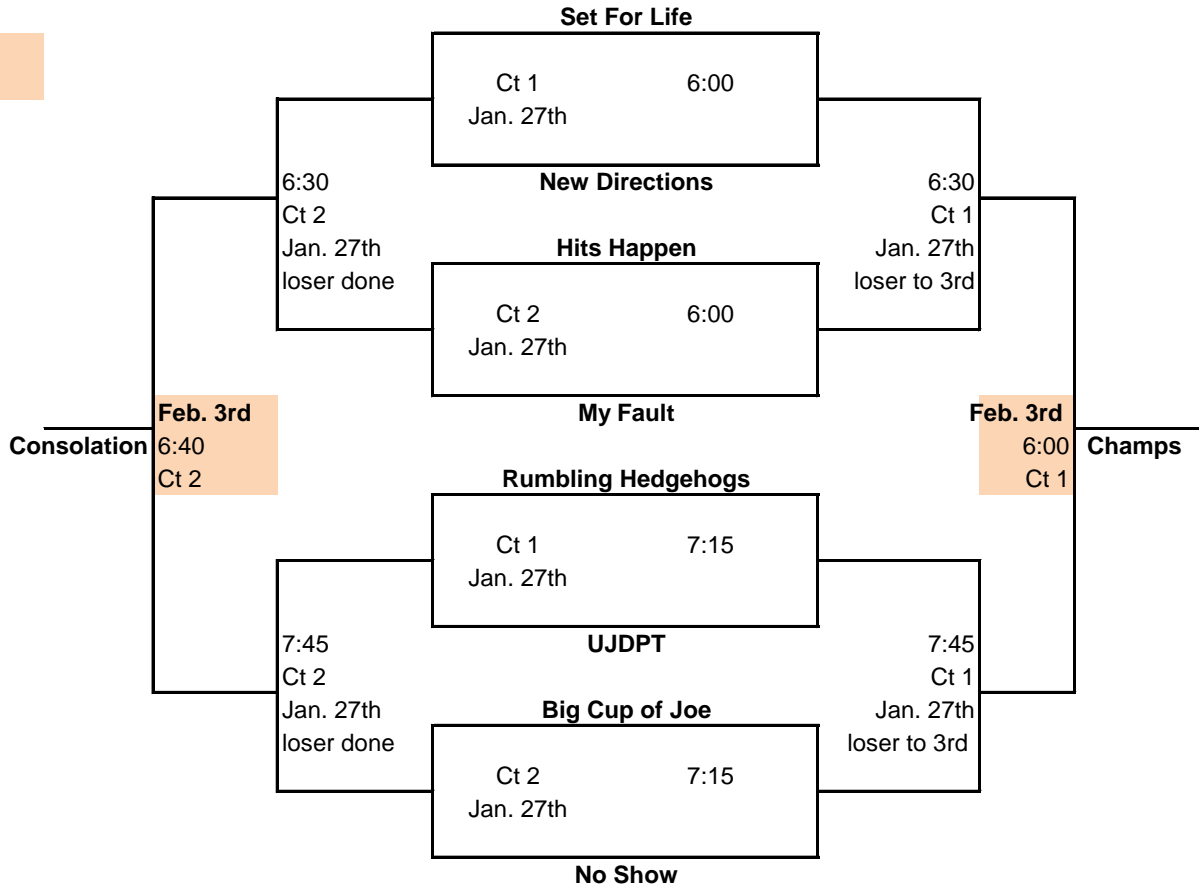 Set For Life
Ct 1 6:00
Jan. 27th
6:30 New Directions 6:30
Ct 2 Ct 1
Jan. 27th Hits Happen Jan. 27th
loser done loser to 3rd
Ct 2 6:00
Jan. 27th
Feb. 3rd My Fault Feb. 3rd
Consolation 6:40 6:00 Champs
Ct 2 Rumbling Hedgehogs Ct 1
Ct 1 7:15
Jan. 27th
7:45 UJDPT 7:45
Ct 2 Ct 1
Jan. 27th Big Cup of Joe Jan. 27th
loser done loser to 3rd
Ct 2 7:15
Jan. 27th
No Show